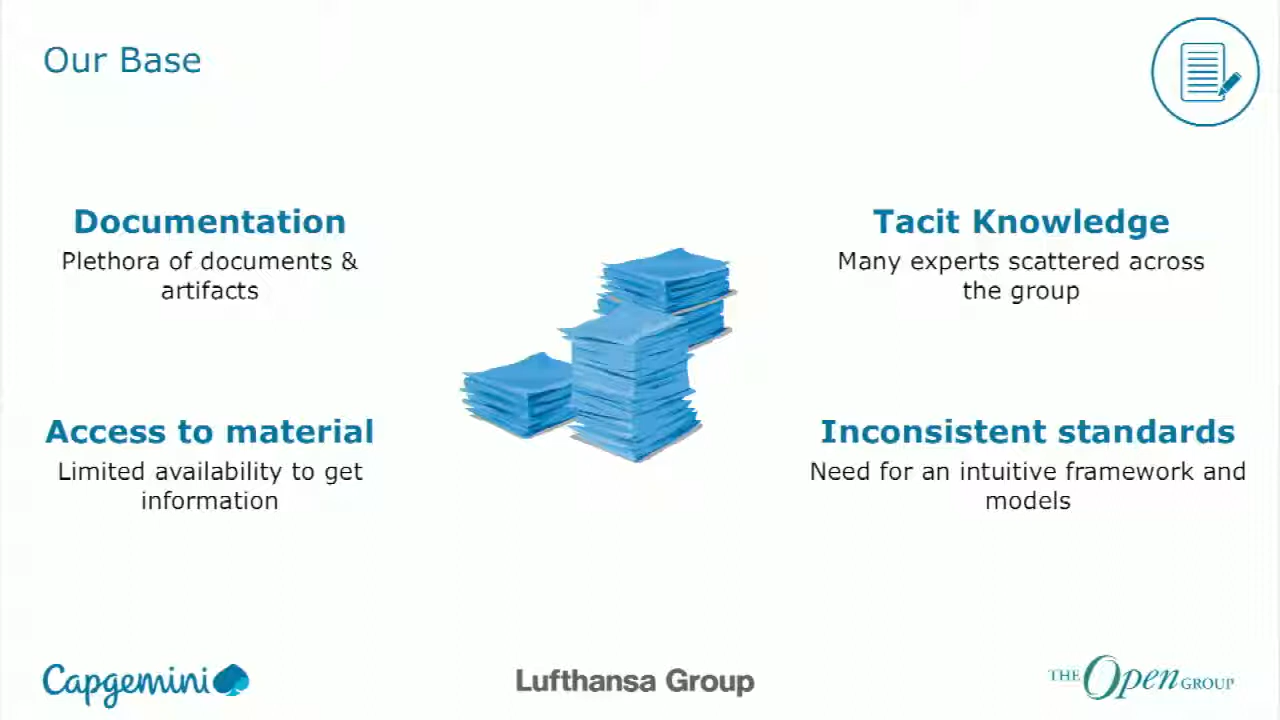 Our Base
Documentation
Plethora of documents &
artifacts
Tacit Knowledge
Many experts scattered across
the group
Access to material
Limited availability to get
information
Inconsistent standards
Need for an intuitive framework and
models
Capgemini
Lufthansa Group
THE Open GROUP